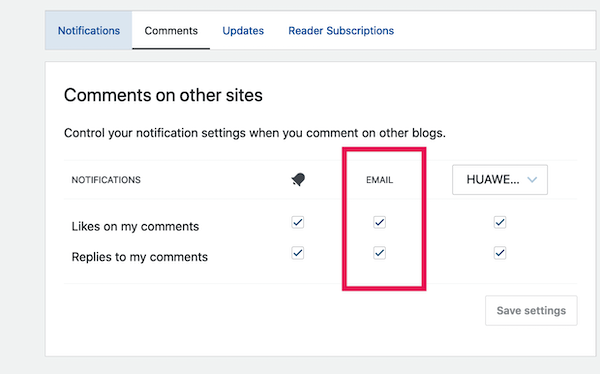 Notifications Comments Updates Reader Subscriptions
Comments on other sites
Control your notification settings when you comment on other blogs.
NOTIFICATIONS EMAIL HUAWE...
Likes on my comments
Replies to my comments
Save settings